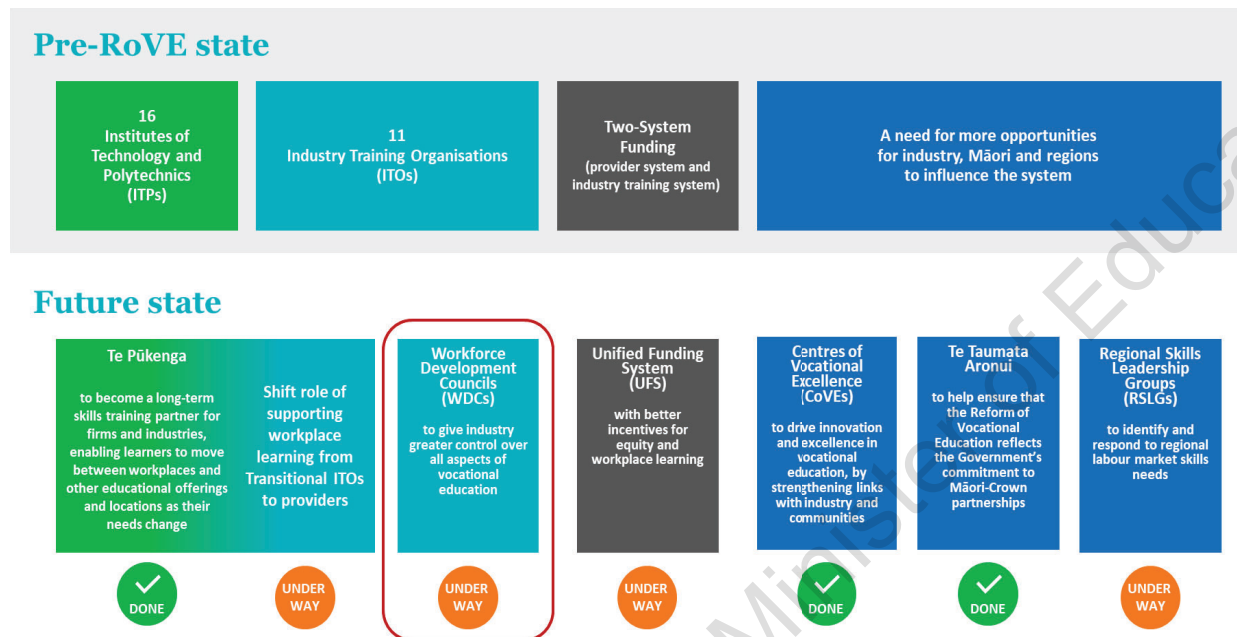 Pre-RoVE state
16
Institutes of
Technology and
Polytechnics
(ITPs)
11
Industry Training Organisations
(ITOs)
Two-System
Funding
(provider system and
industry training system)
A need for more opportunities
for industry, Māori and regions
to influence the system
Future state
Te Pūkenga
to become a long-term
skills training partner for
firms and industries,
enabling learners to move
between workplaces and
other educational offerings
and locations as their
needs change
Shift role of
supporting
workplace
learning from
Transitional ITOs
to providers
Workforce
Development
Councils
(WDCs)
to give industry
greater control over
all aspects of
vocational
education
Unified Funding
System
(UFS)
with better
incentives for
equity and
workplace learning
Centres of
Vocational
Excellence
(CoVEs)
to drive innovation
and excellence in
vocational
education, by
strengthening links
with industry and
communities
Te Taumata
Aronui
to help ensure that
the Reform of
Vocational
Education reflects
the Government's
commitment to
Māori-Crown
partnerships
Regional Skills
Leadership
Groups
(RSLGs)
to identify and
respond to regional
labour market skills
needs
DONE
UNDER
WAY
UNDER
WAY
UNDER
WAY
DONE
DONE
UNDER
WAY
Minister of Educa